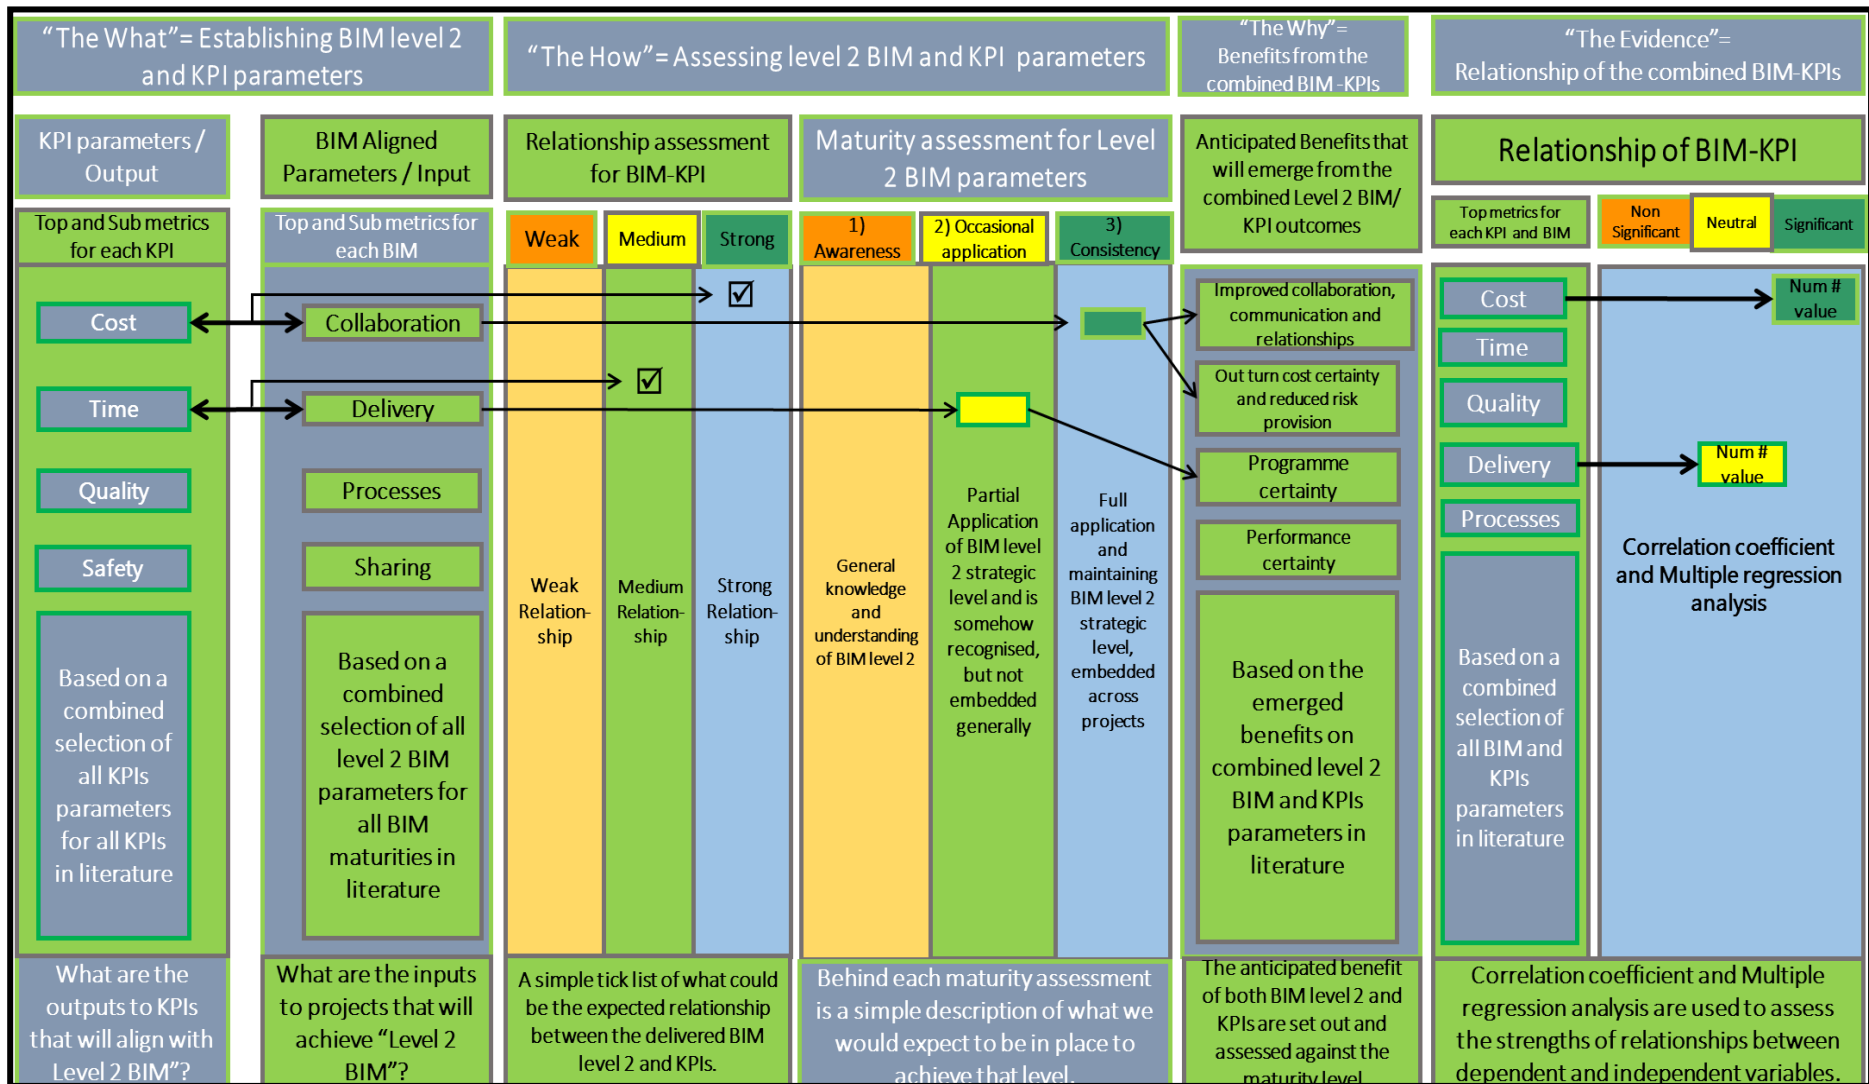 “The What”= Establishing BIM level 2
and KPI parameters
“The How”= Assessing level 2 BIM and KPI parameters
“The Why”=
Benefits from the
combined BIM -KPIs
“The Evidence”=
Relationship of the combined BIM-KPIs
KPI parameters /
Output
BIM Aligned
Parameters / Input
Relationship assessment
for BIM-KPI
Maturity assessment for Level
2 BIM parameters
Anticipated Benefits that
will emerge from the
combined Level 2 BIM/
KPI outcomes
Relationship of BIM-KPI
Top and Sub metrics
for each KPI
Top and Sub metrics for
each BIM
Weak
Medium
Strong
1)
Awareness
2) Occasional
application
3)
Consistency
Top metrics for
each KPI and BIM
Non
Significant
Neutral
Significant
Cost
Time
Quality
Safety
Based on a
combined
selection of
all KPIs
parameters
for all KPIs
in literature
Collaboration
Delivery
Processes
Sharing
Based on a
combined
selection of all
level 2 BIM
parameters for
all BIM
maturities in
literature
Weak
Relation-
ship
Medium
Relation-
ship
Strong
Relation-
ship
General
knowledge
and
understanding
of BIM level 2
Partial
Application
of BIM level
2 strategic
level and is
somehow
recognised,
but not
embedded
generally
Full
application
and
maintaining
BIM level 2
strategic
level,
embedded
across
projects
Improved collaboration,
communication and
relationships
Out turn cost certainty
and reduced risk
provision
Programme
certainty
Performance
certainty
Based on the
emerged
benefits on
combined level 2
BIM and KPIs
parameters in
literature
Cost
Time
Quality
Delivery
Processes
Based on a
combined
selection of
all BIM and
KPIs
parameters
in literature
Num #
value
Num #
value
Correlation coefficient
and Multiple regression
analysis
What are the
outputs to KPIs
that will align with
Level 2 BIM”?
What are the inputs
to projects that will
achieve “Level 2
BIM”?
A simple tick list of what could
be the expected relationship
between the delivered BIM
level 2 and KPIs.
Behind each maturity assessment
is a simple description of what we
would expect to be in place to
achieve that level.
The anticipated benefit
of both BIM level 2 and
KPIs are set out and
assessed against the
maturity level
Correlation coefficient and Multiple
regression analysis are used to assess
the strengths of relationships between
dependent and independent variables.